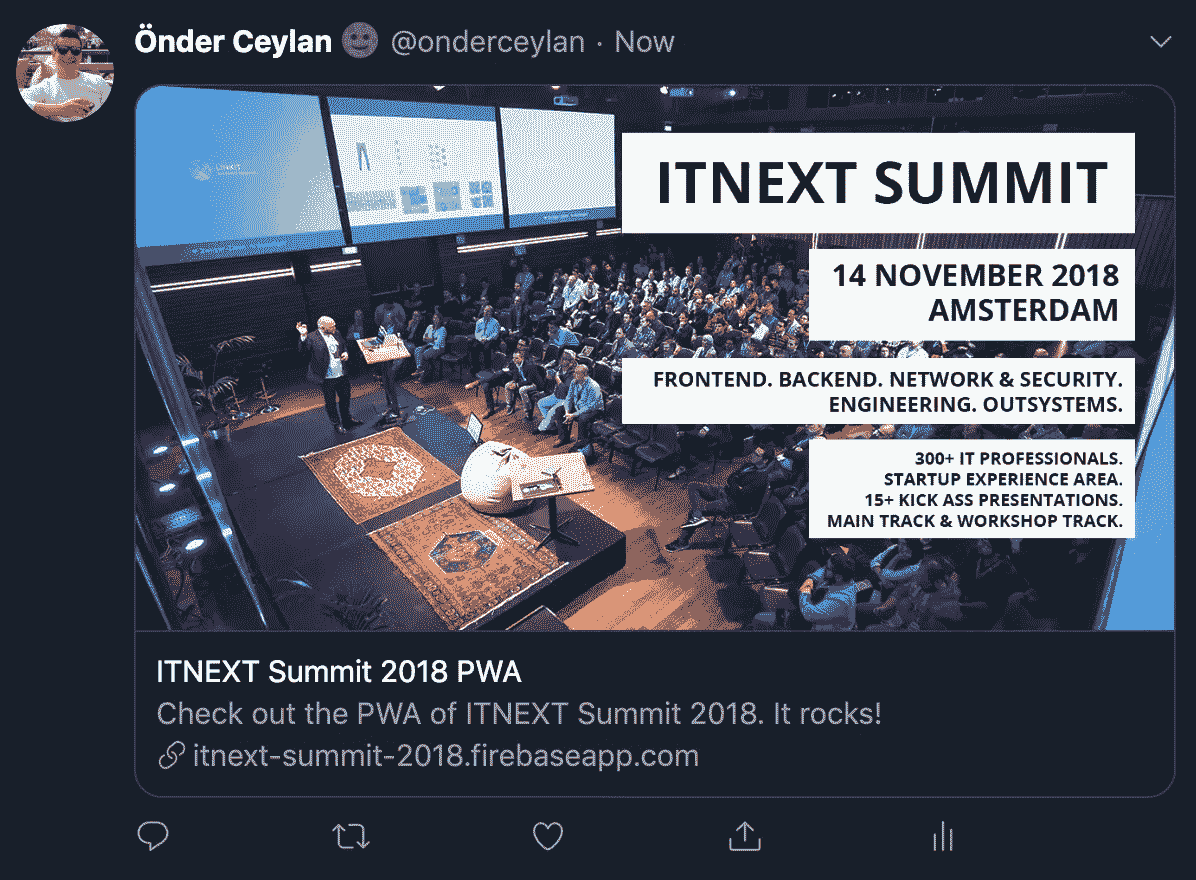 Önder Ceylan @onderceylan · Now
ITNEXT SUMMIT
14 NOVEMBER 2018
AMSTERDAM
FRONTEND. BACKEND. NETWORK & SECURITY.
ENGINEERING. OUTSYSTEMS.
300+ IT PROFESSIONALS.
STARTUP EXPERIENCE AREA.
15+ KICK ASS PRESENTATIONS.
MAIN TRACK & WORKSHOP TRACK.
ITNEXT Summit 2018 PWA
Check out the PWA of ITNEXT Summit 2018. It rocks!
itnext-summit-2018.firebaseapp.com